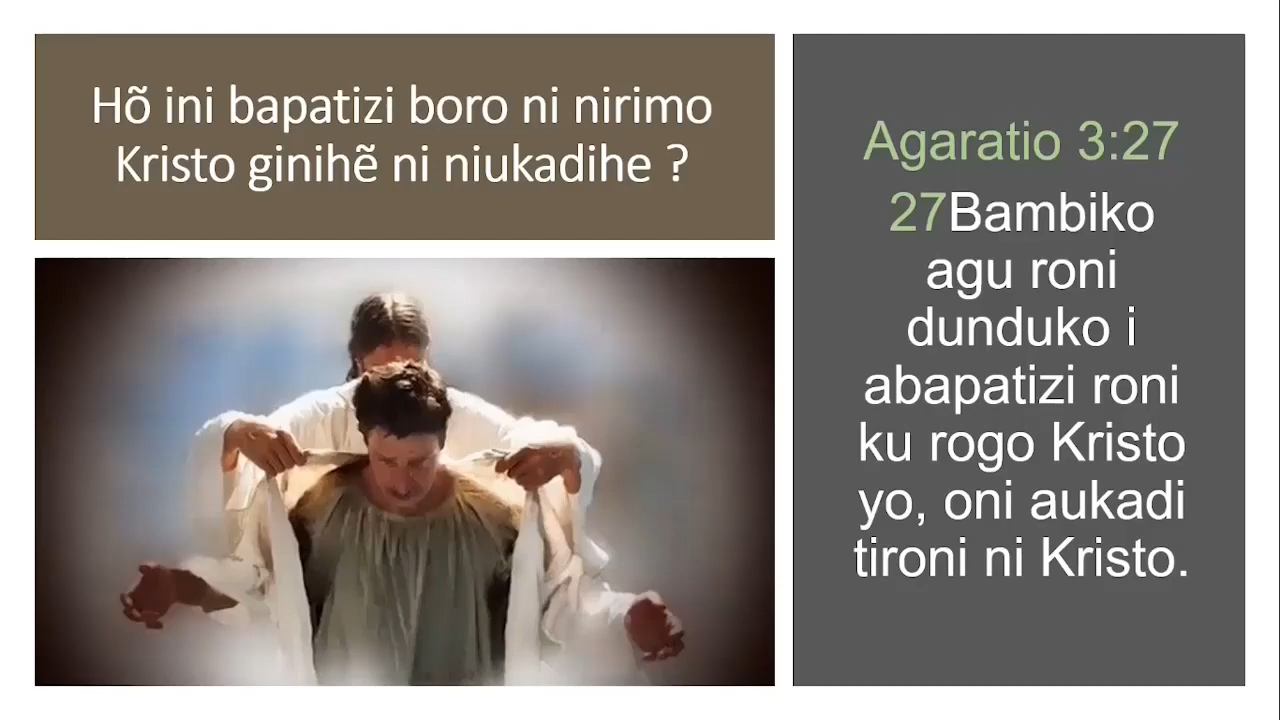 Hõ ini bapatizi boro ni nirimo
Kristo ginihẽ ni niukadihe ?
Agaratio 3:27
27Bambiko
agu roni
dunduko i
abapatizi roni
ku rogo Kristo
yo, oni aukadi
tironi ni Kristo.